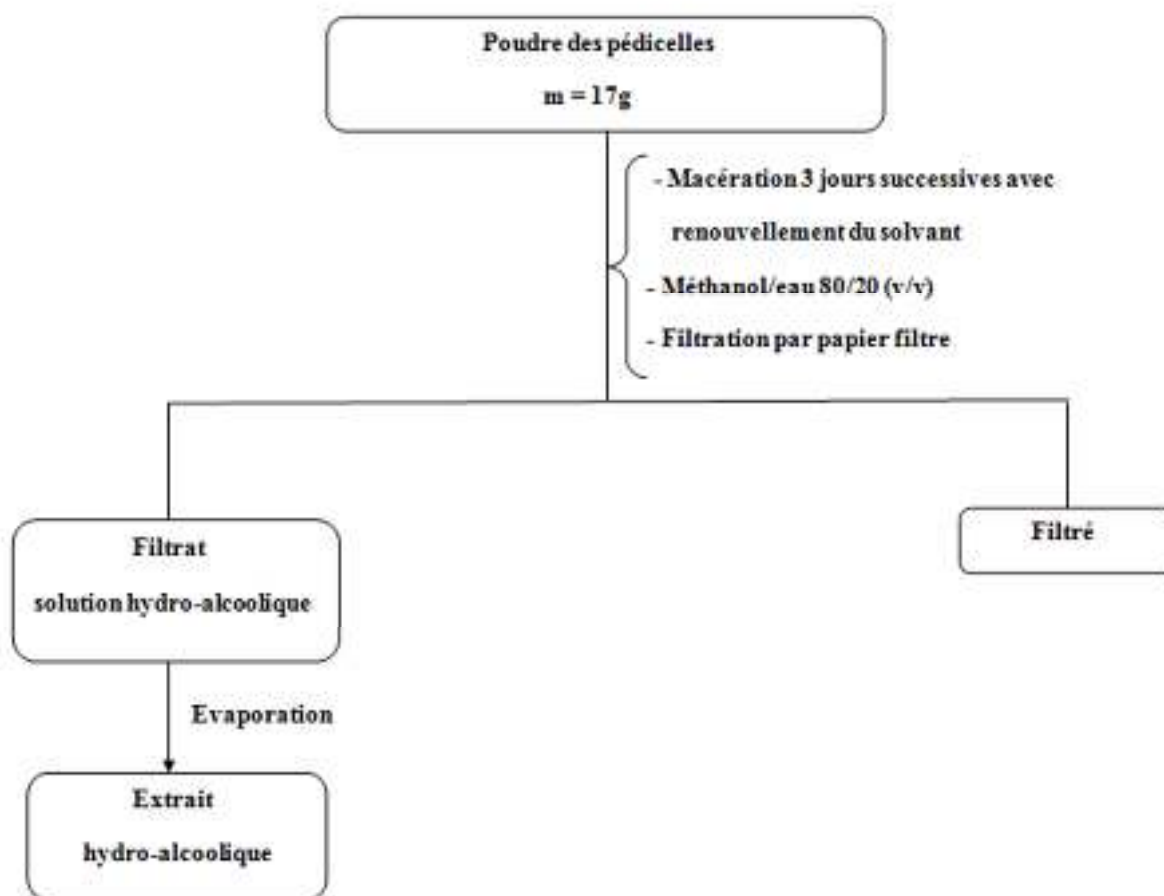 Poudre des pédicelles
m = 17g
- Macération 3 jours successives avec
renouvellement du solvant
- Méthanol/eau 80/20 (v/v)
- Filtration par papier filtre
Filtrat
solution hydro-alcoolique
Filtré
Evaporation
Extrait
hydro-alcoolique